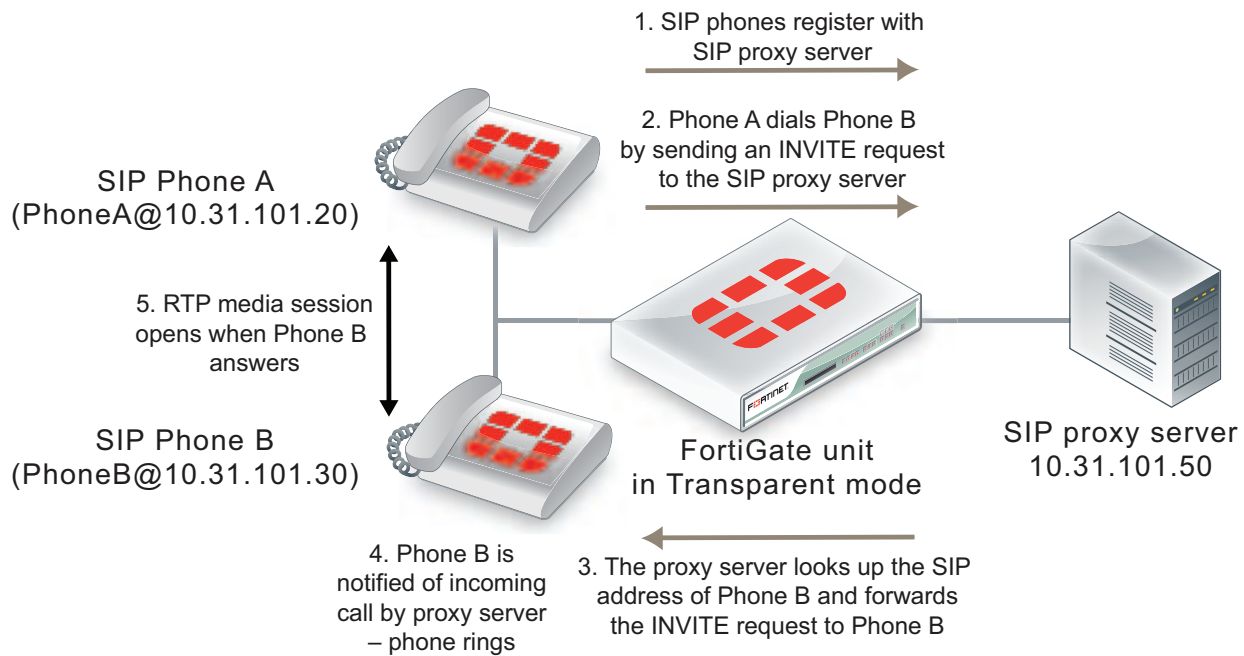 1. SIP phones register with
SIP proxy server
2. Phone A dials Phone B
by sending an INVITE request
to the SIP proxy server
SIP Phone A
(PhoneA@10.31.101.20)
5. RTP media session
opens when Phone B
answers
FORTINET
SIP Phone B
(PhoneB@10.31.101.30)
FortiGate unit
in Transparent mode
SIP proxy server
10.31.101.50
4. Phone B is
notified of incoming
call by proxy server
– phone rings
3. The proxy server looks up the SIP
address of Phone B and forwards
the INVITE request to Phone B